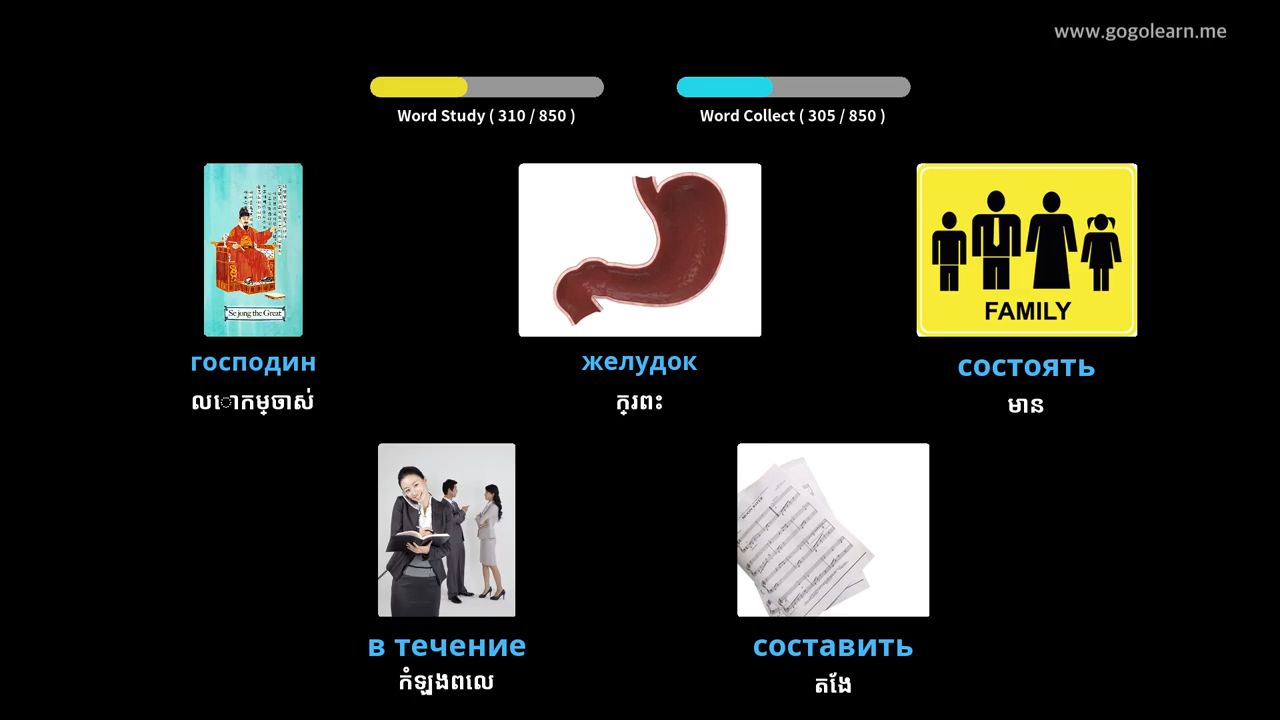 www.gogolearn.me
Word Study ( 310 / 850 )
Word Collect ( 305 / 850 )
Sejong the Great
FAMILY
господин
желудок
состоять
លោកម្ចាស់
ក្រពះ
មាន
в течение
составить
កំឡុងពេល
តែង